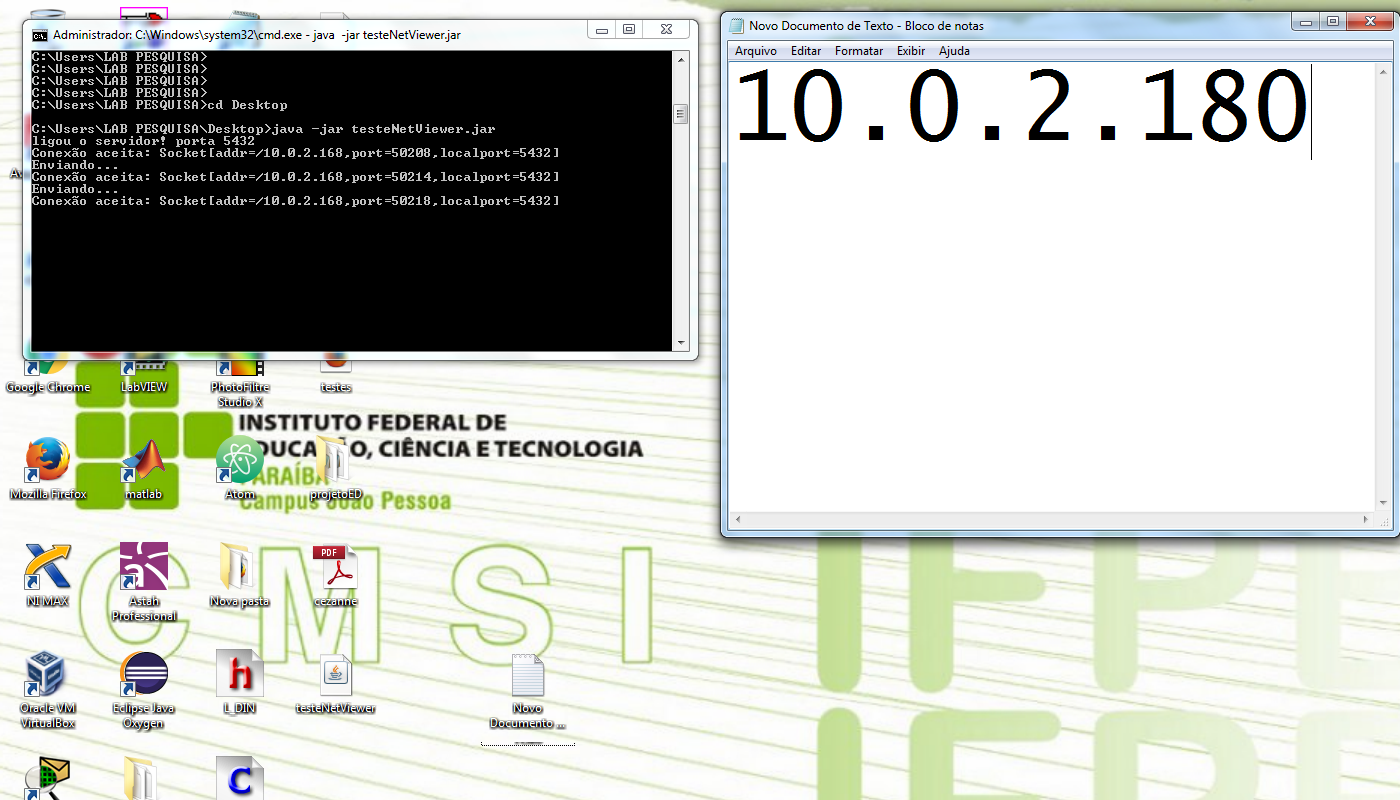 Administrador: C:\Windows\system32\cmd.exe - java -jar testeNetViewer.jar
C:\Users\LAB PESQUISA>
C:\Users\LAB PESQUISA>
C:\Users\LAB PESQUISA>
C:\Users\LAB PESQUISA>
C:\Users\LAB PESQUISA>cd Desktop
C:\Users\LAB PESQUISA\Desktop>java -jar testeNetViewer.jar
ligou o servidor! porta 5432
Conexão aceita: Socket[addr=/10.0.2.168,port=50208,localport=5432]
Enviando...
Conexão aceita: Socket[addr=/10.0.2.168,port=50214,localport=5432]
Enviando...
Conexão aceita: Socket[addr=/10.0.2.168,port=50218,localport=5432]
Novo Documento de Texto - Bloco de notas
Arquivo Editar Formatar Exibir Ajuda
10.0.2.180
Google Chrome
LabVIEW
PhotoFiltre
Studio X
testes
INSTITUTO FEDERAL DE
EDUCAÇÃO, CIÊNCIA E TECNOLOGIA
PARAÍBA
Campus João Pessoa
Mozilla Firefox
matlab
Atom
projetoED
CMSI
IFPB
PDF
NI MAX
Astah
Professional
Nova pasta
cezanne
Oracle VM
VirtualBox
Eclipse Java
Oxygen
L_DIN
testeNetViewer
Novo
Documento ...